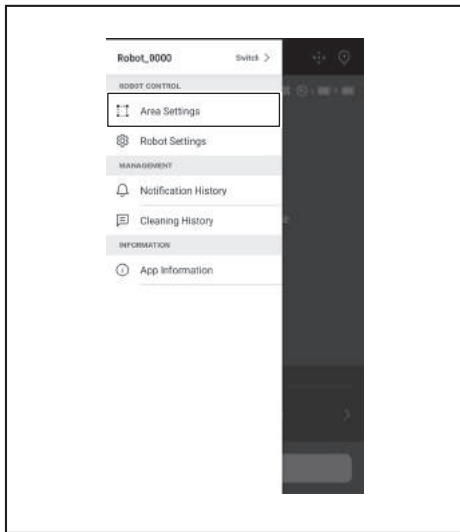 Robot_0000 Switch >
ROBOT CONTROL
Area Settings
Robot Settings
MANAGEMENT
Notification History
Cleaning History
INFORMATION
App Information